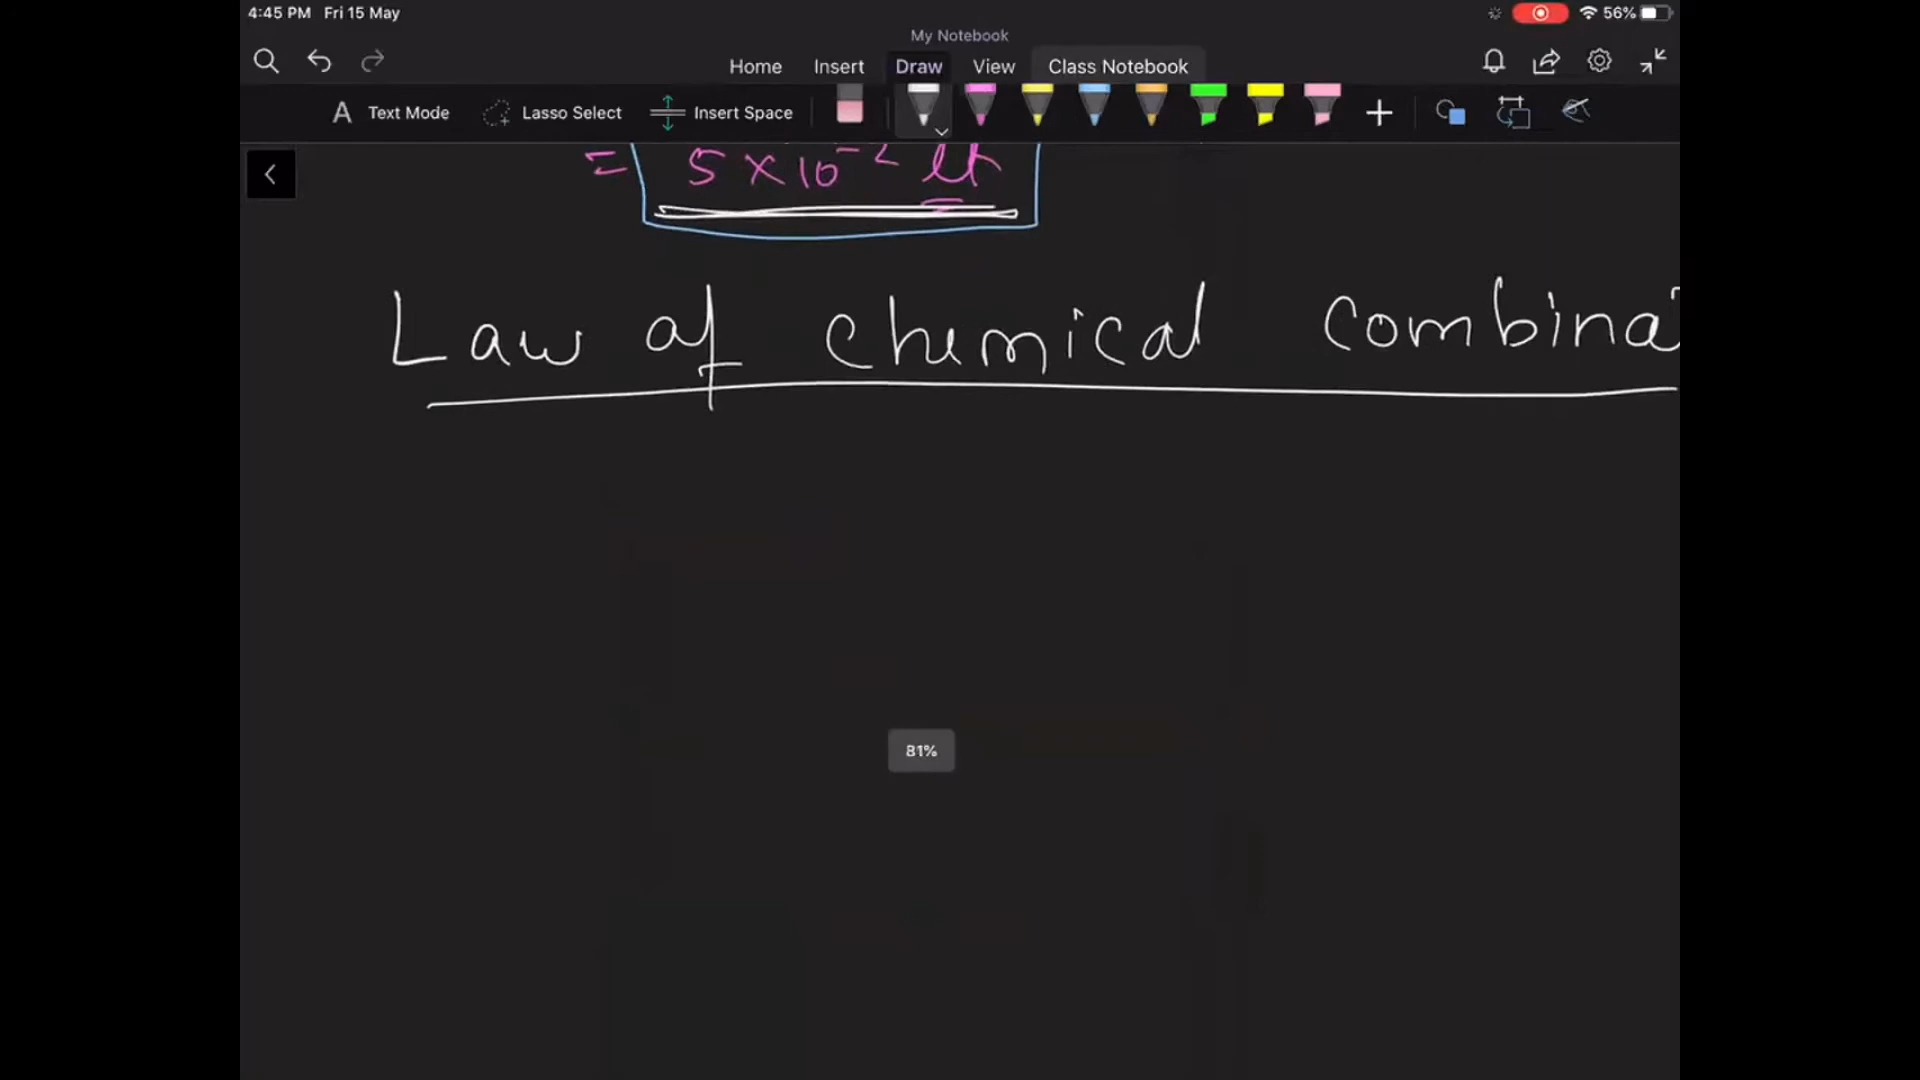 4:45 PM Fri 15 May
56%
My Notebook
Home Insert Draw View Class Notebook
A Text Mode Lasso Select Insert Space
= 5 × 10⁻² lt
Law of chemical combina
81%